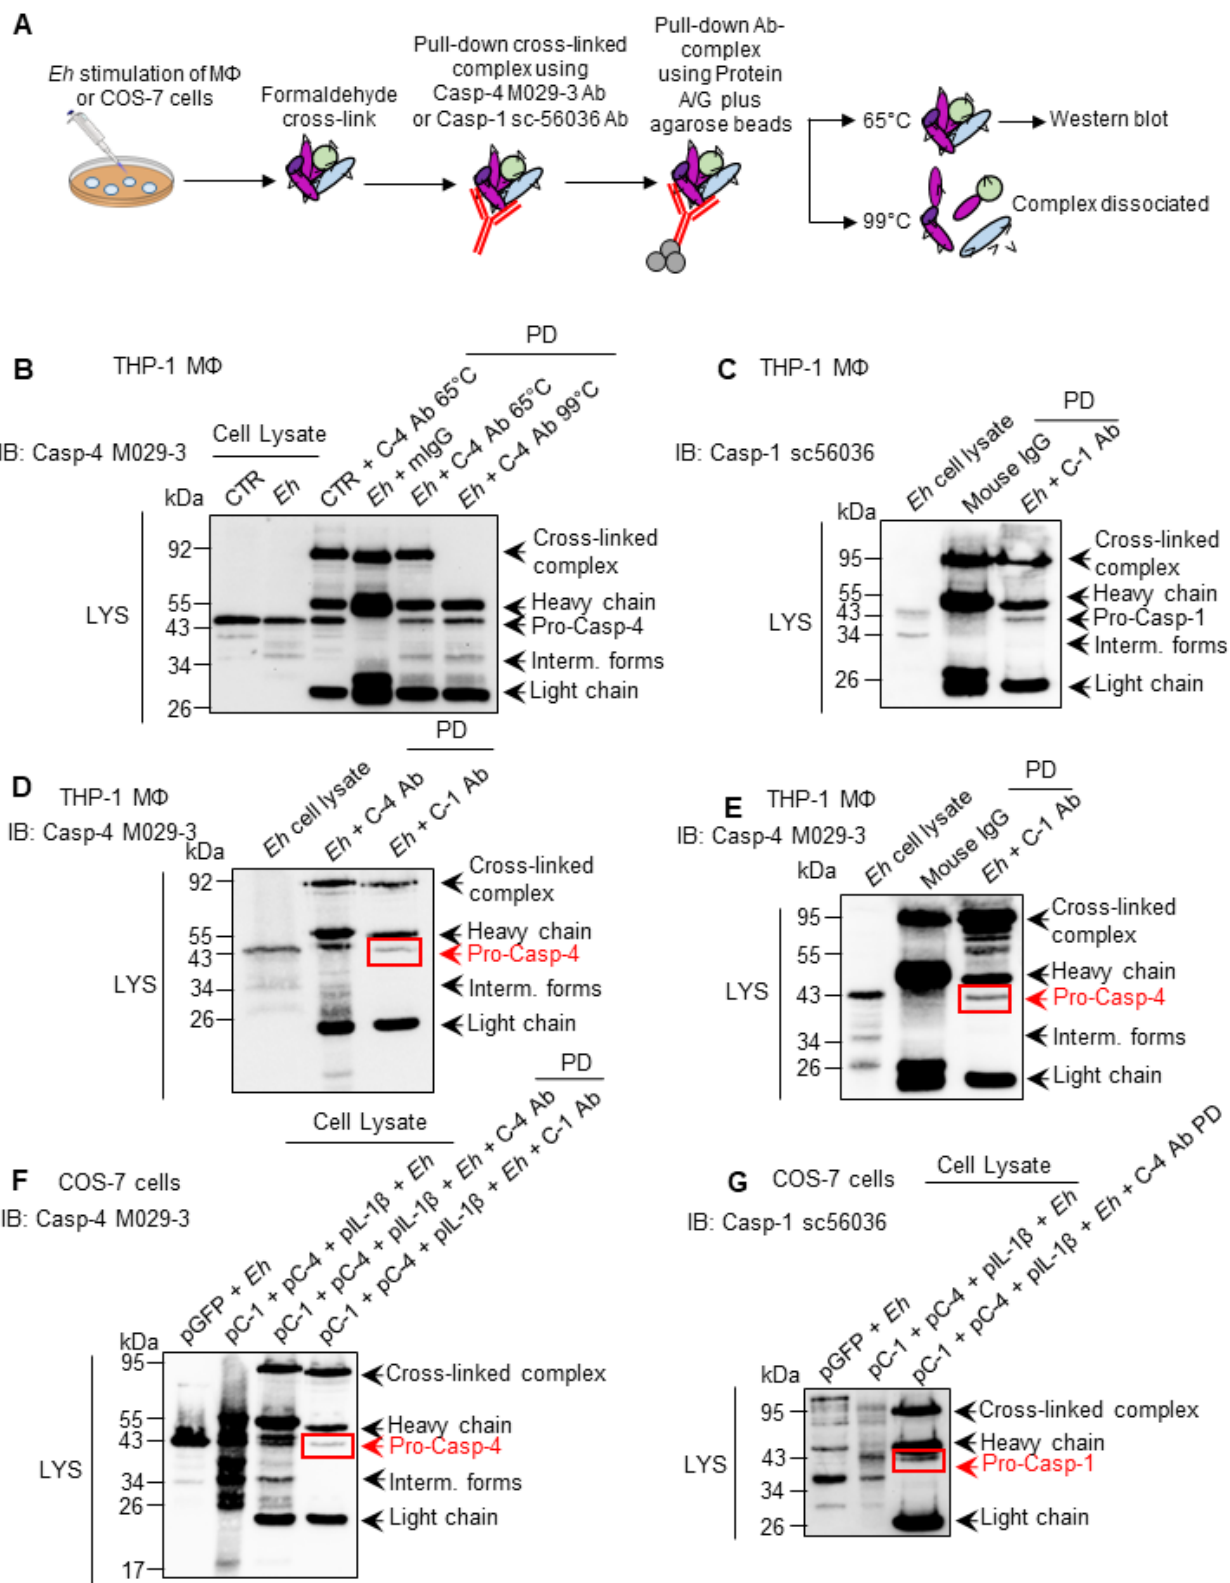 A
Eh stimulation of MΦ
or COS-7 cells
Formaldehyde
cross-link
Pull-down cross-linked
complex using
Casp-4 M029-3 Ab
or Casp-1 sc-56036 Ab
Pull-down Ab-
complex
using Protein
A/G plus
agarose beads
65°C
Western blot
99°C
Complex dissociated
B
THP-1 MΦ
IB: Casp-4 M029-3
Cell Lysate
PD
CTR
Eh
CTR + C-4 Ab 65°C
Eh + mIgG
Eh + C-4 Ab 65°C
Eh + C-4 Ab 99°C
kDa
92
55
43
34
26
LYS
Cross-linked
complex
Heavy chain
Pro-Casp-4
Interm. forms
Light chain
C
THP-1 MΦ
IB: Casp-1 sc56036
PD
Eh cell lysate
Mouse IgG
Eh + C-1 Ab
kDa
95
55
43
34
26
LYS
Cross-linked
complex
Heavy chain
Pro-Casp-1
Interm. forms
Light chain
D
THP-1 MΦ
IB: Casp-4 M029-3
PD
Eh cell lysate
Eh + C-4 Ab
Eh + C-1 Ab
kDa
92
55
43
34
26
LYS
Cross-linked
complex
Heavy chain
Pro-Casp-4
Interm. forms
Light chain
E
THP-1 MΦ
IB: Casp-4 M029-3
PD
Eh cell lysate
Mouse IgG
Eh + C-1 Ab
kDa
95
55
43
34
26
LYS
Cross-linked
complex
Heavy chain
Pro-Casp-4
Interm. forms
Light chain
F
COS-7 cells
IB: Casp-4 M029-3
Cell Lysate
PD
pGFP + Eh
pC-1 + pC-4 + pIL-1β + Eh
pC-1 + pC-4 + pIL-1β + Eh + C-4 Ab
pC-1 + pC-4 + pIL-1β + Eh + C-1 Ab
kDa
95
55
43
34
26
17
LYS
Cross-linked complex
Heavy chain
Pro-Casp-4
Interm. forms
Light chain
G
COS-7 cells
IB: Casp-1 sc56036
Cell Lysate
pGFP + Eh
pC-1 + pC-4 + pIL-1β + Eh
pC-1 + pC-4 + pIL-1β + Eh + C-4 Ab PD
kDa
95
43
34
26
LYS
Cross-linked complex
Heavy chain
Pro-Casp-1
Light chain